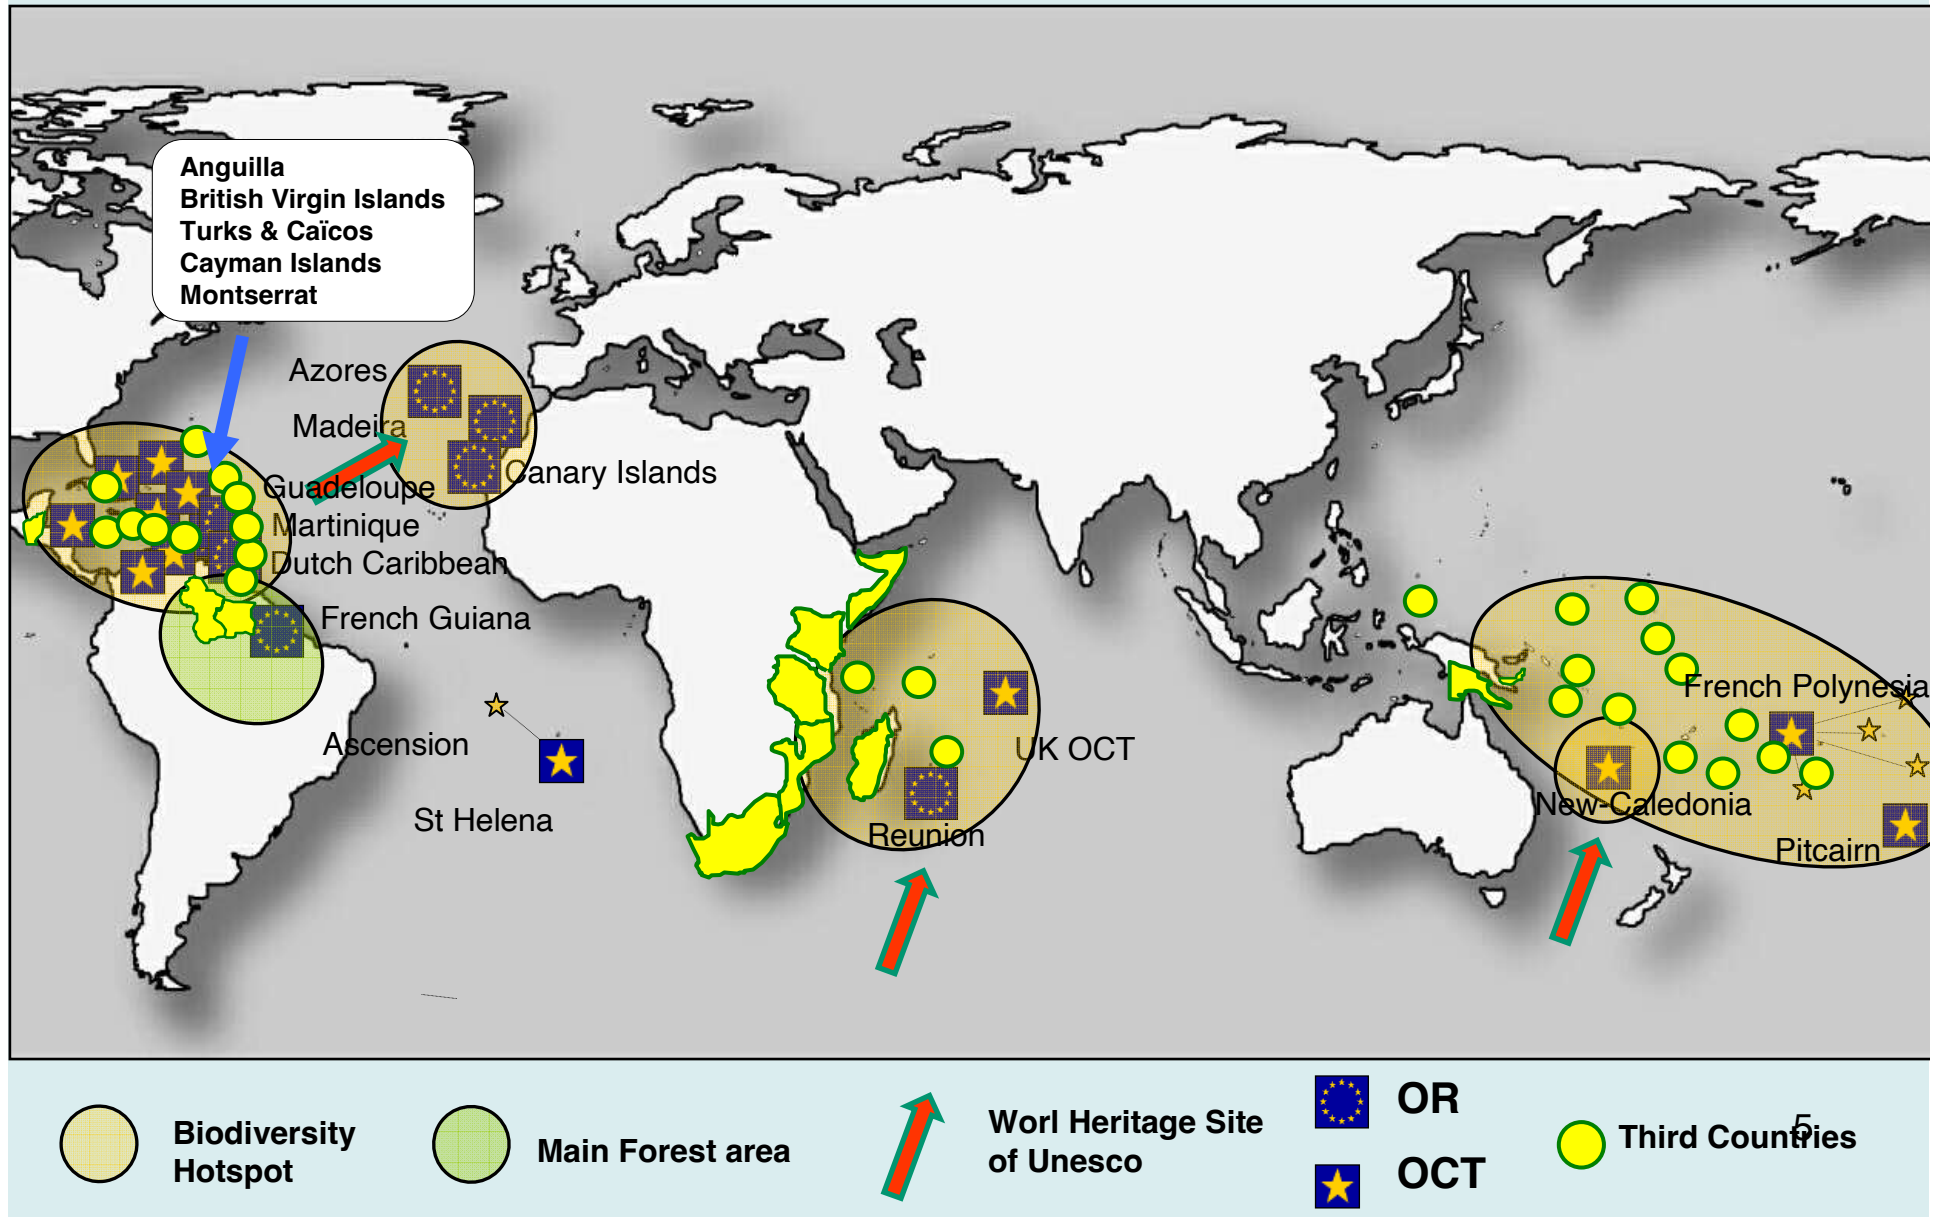 Anguilla
British Virgin Islands
Turks & Caïcos
Cayman Islands
Montserrat
Azores
Madeira
Canary Islands
Guadeloupe
Martinique
Dutch Caribbean
French Guiana
Ascension
St Helena
UK OCT
Reunion
French Polynesia
New-Caledonia
Pitcairn
Biodiversity
Hotspot
Main Forest area
Worl Heritage Site
of Unesco
OR
OCT
Third Countries
5